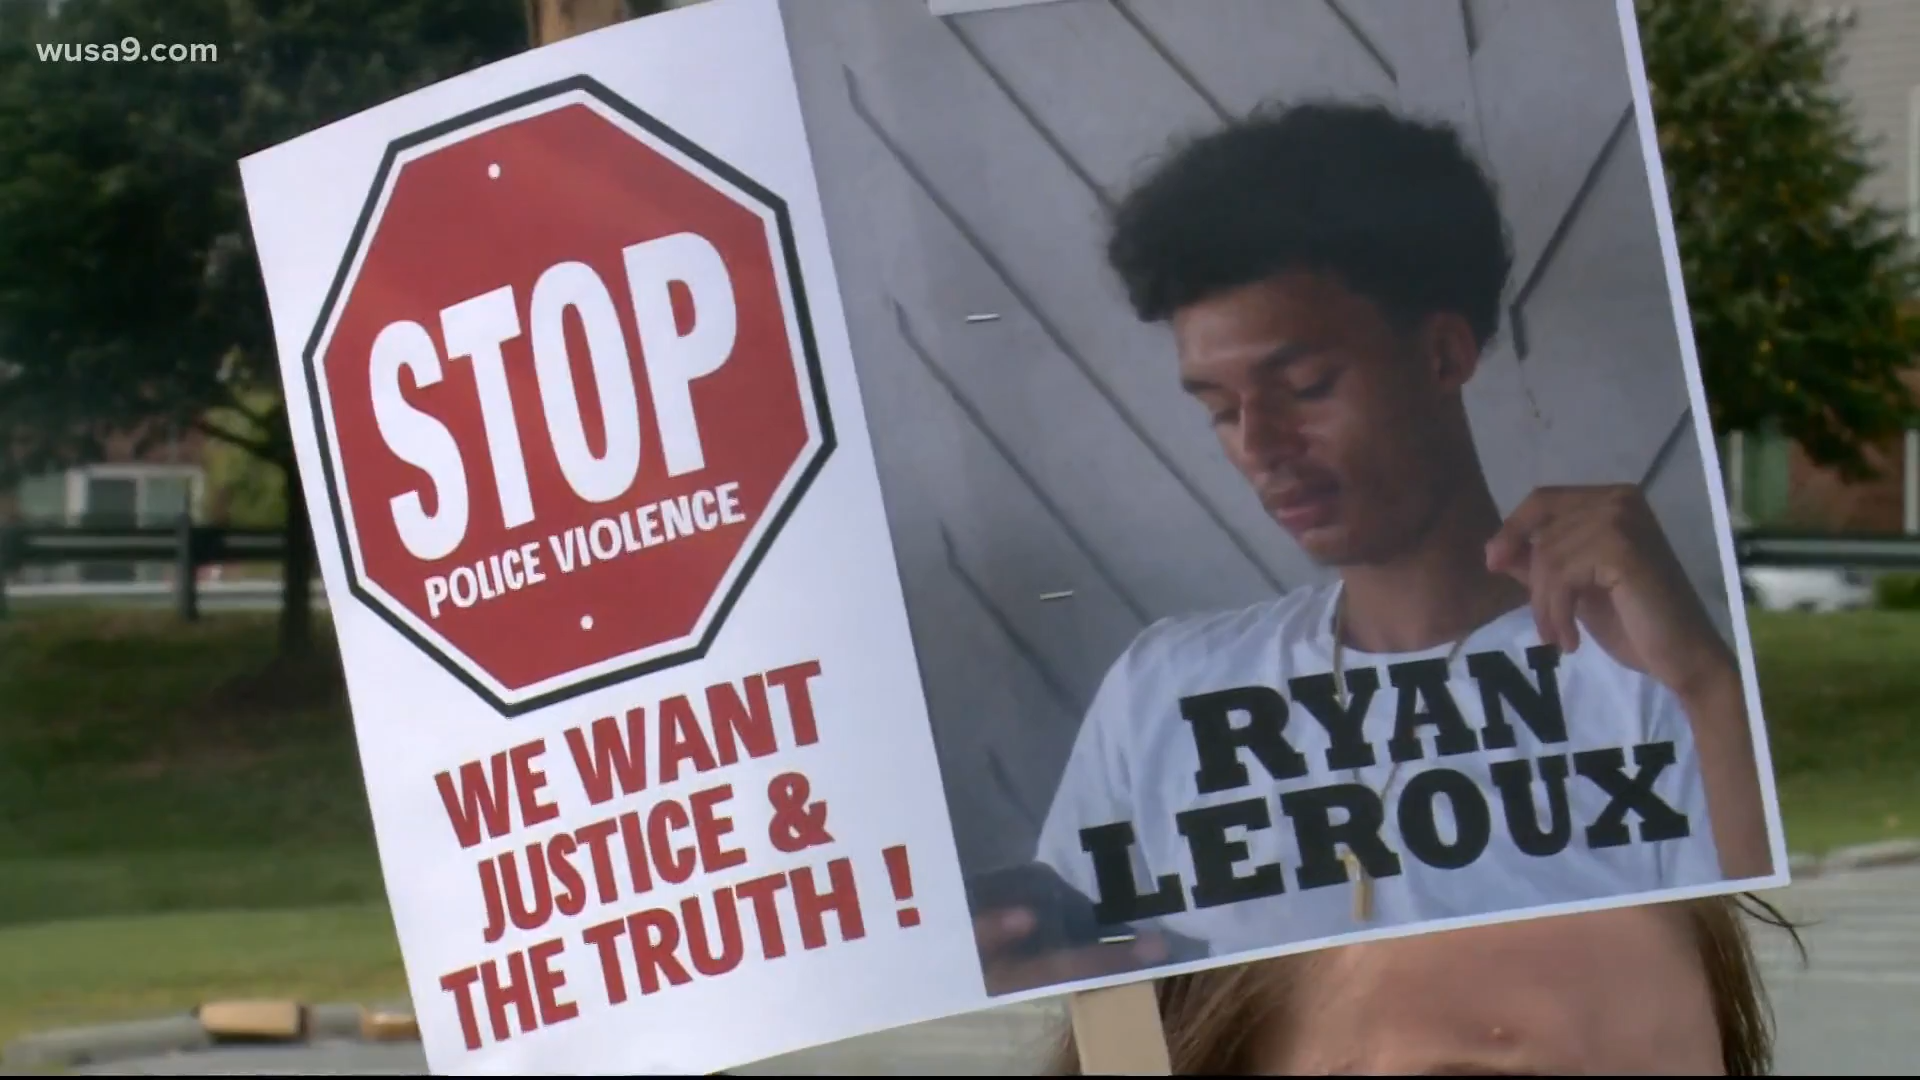 wusa9.com
STOP
POLICE VIOLENCE
WE WANT
JUSTICE &
THE TRUTH !
RYAN
LEROUX